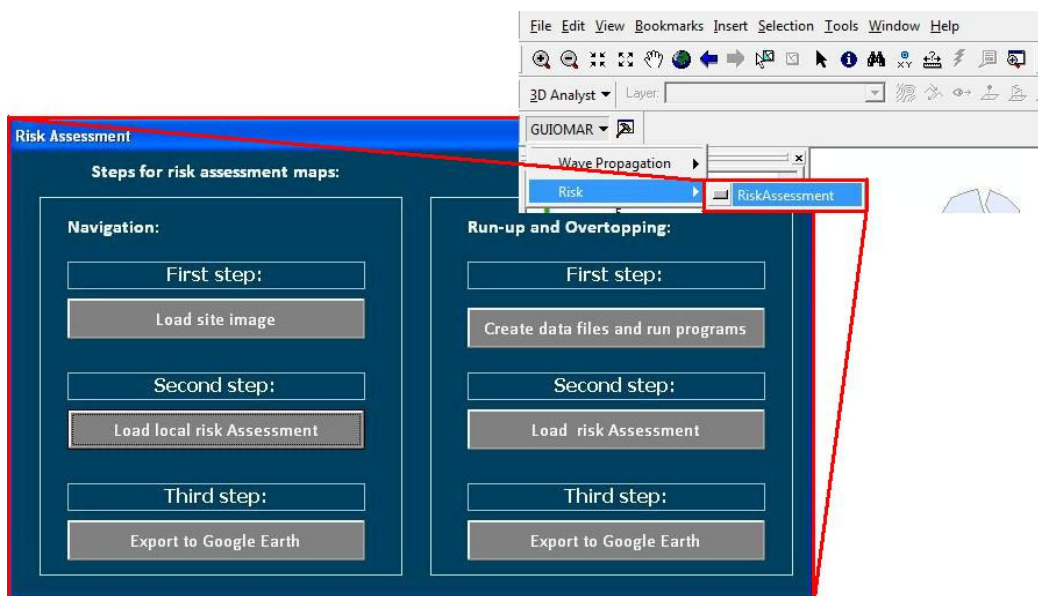 File Edit View Bookmarks Insert Selection Tools Window Help
3D Analyst Layer:
GUIOMAR
Wave Propagation
Risk
RiskAssessment
Risk Assessment
Steps for risk assessment maps:
Navigation:
First step:
Load site image
Second step:
Load local risk Assessment
Third step:
Export to Google Earth
Run-up and Overtopping:
First step:
Create data files and run programs
Second step:
Load risk Assessment
Third step:
Export to Google Earth